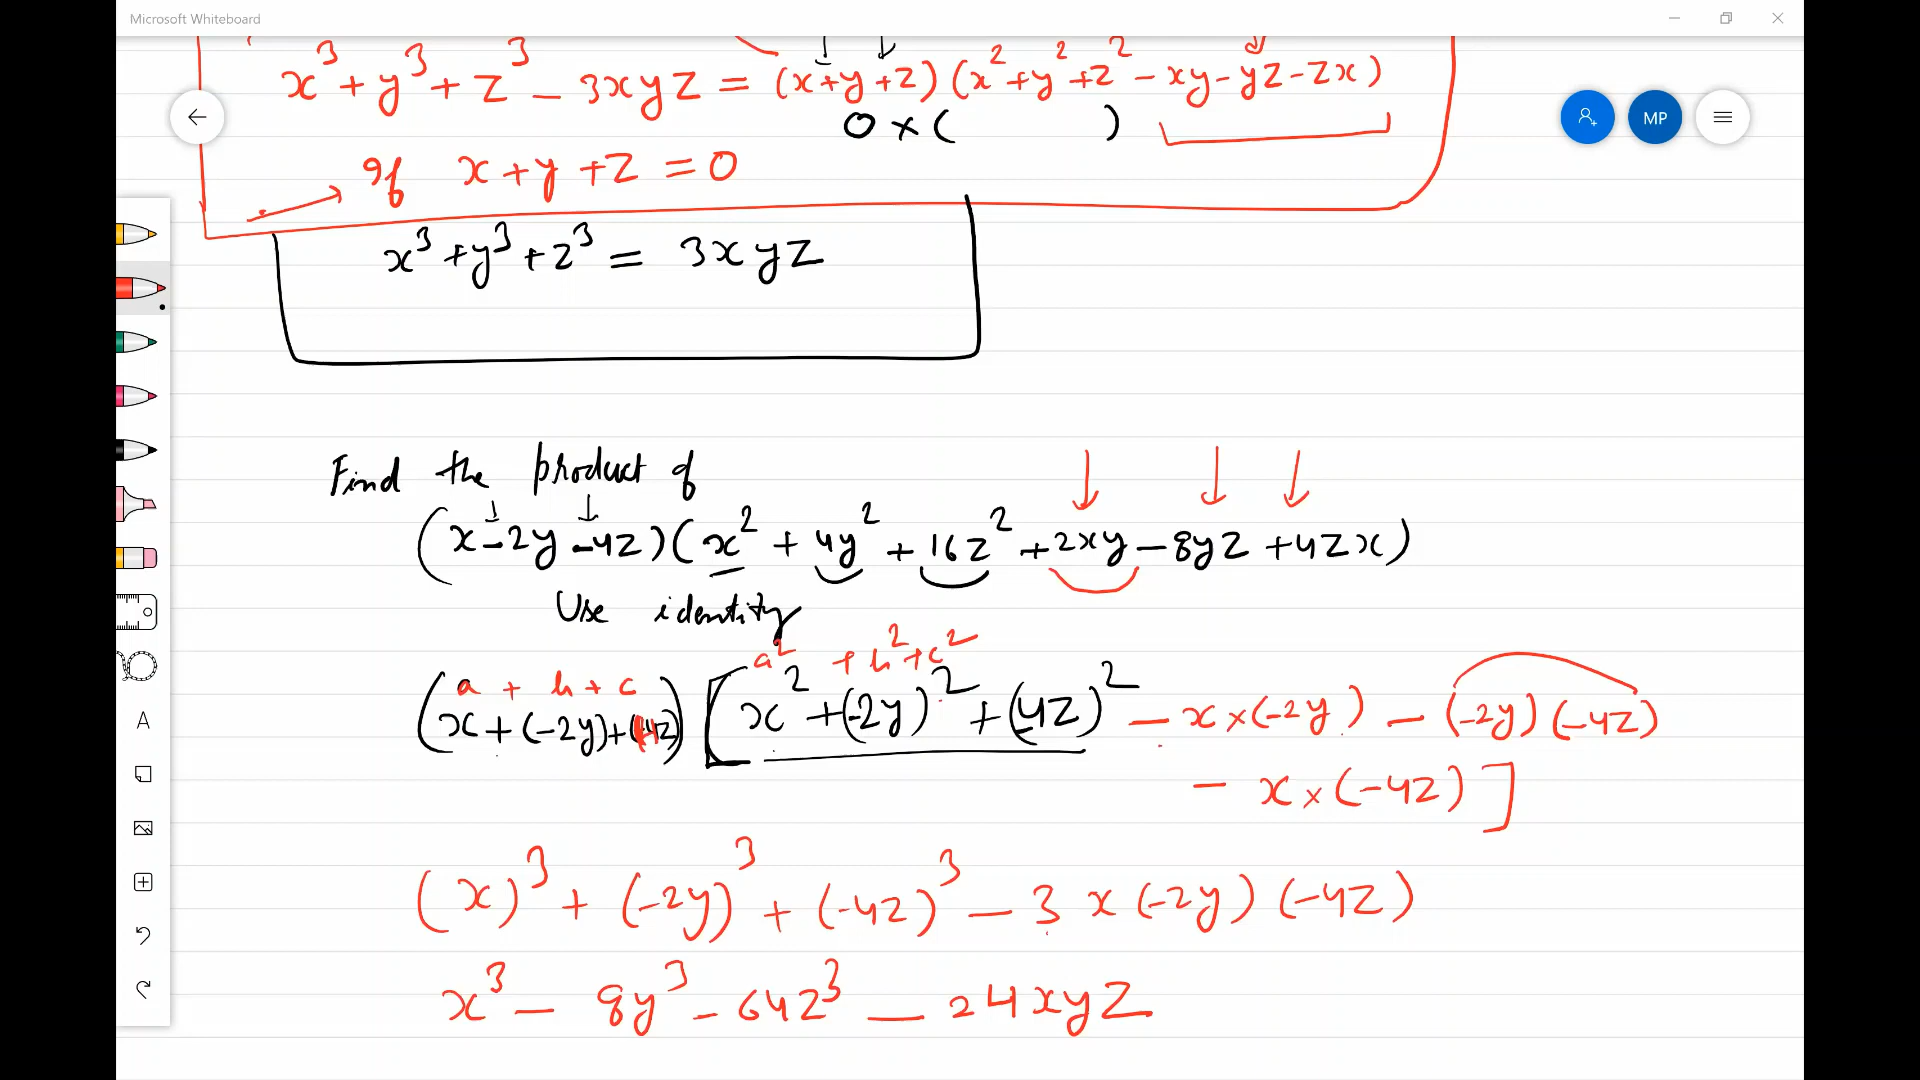 Microsoft Whiteboard
x³ + y³ + z³ - 3xyz = (x+y+z) (x² + y² + z² - xy - yz - zx)
0 × ( )
MP
If x + y + z = 0
x³ + y³ + z³ = 3xyz
Find the product of
(x - 2y - 4z) (x² + 4y² + 16z² + 2xy - 8yz + 4zx)
Use identity
a² + b² + c²
a + b + c
(x + (-2y) + (-4z)) [x² + (-2y)² + (-4z)² - x × (-2y) - (-2y) (-4z)
- x × (-4z) ]
(x)³ + (-2y)³ + (-4z)³ - 3 x (-2y) (-4z)
x³ - 8y³ - 64z³ - 24xyz
A